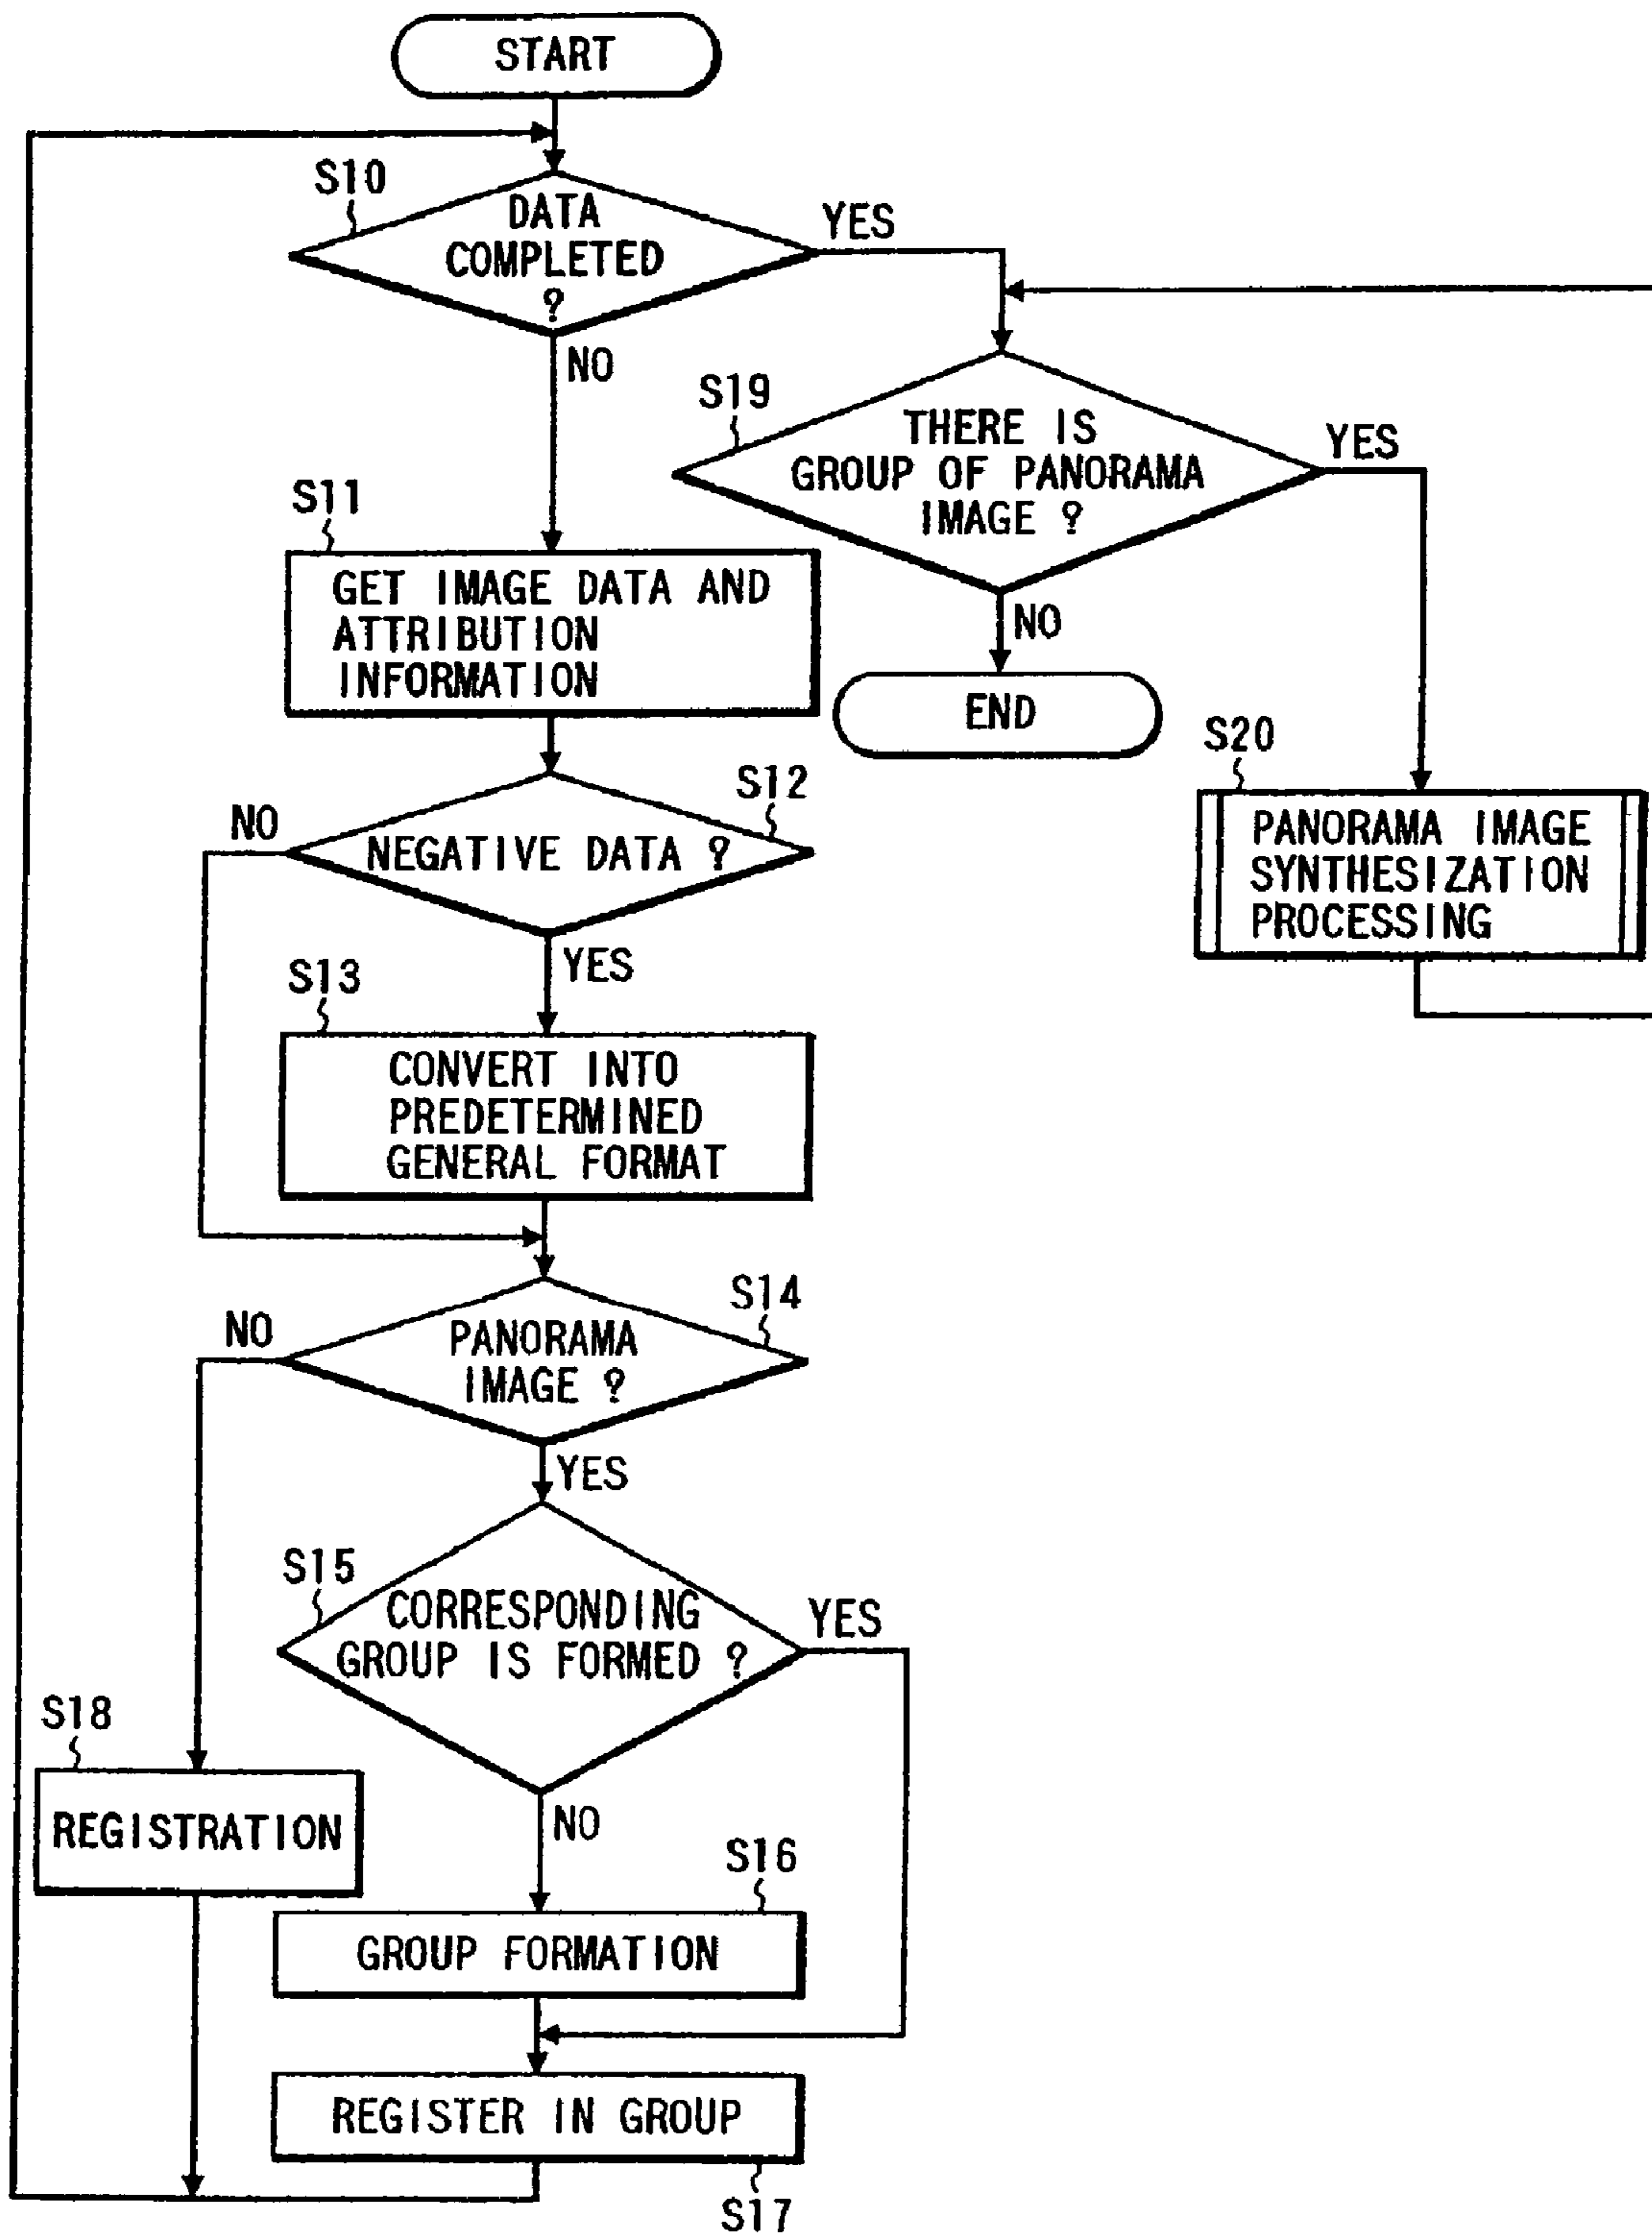 START
S10
DATA
COMPLETED
?
YES
NO
S19
THERE IS
GROUP OF PANORAMA
IMAGE ?
YES
NO
END
S11
GET IMAGE DATA AND
ATTRIBUTION
INFORMATION
S20
PANORAMA IMAGE
SYNTHESIZATION
PROCESSING
S12
NO
NEGATIVE DATA ?
YES
S13
CONVERT INTO
PREDETERMINED
GENERAL FORMAT
S14
NO
PANORAMA
IMAGE ?
YES
S15
CORRESPONDING
GROUP IS FORMED ?
YES
NO
S18
REGISTRATION
S16
GROUP FORMATION
REGISTER IN GROUP
S17